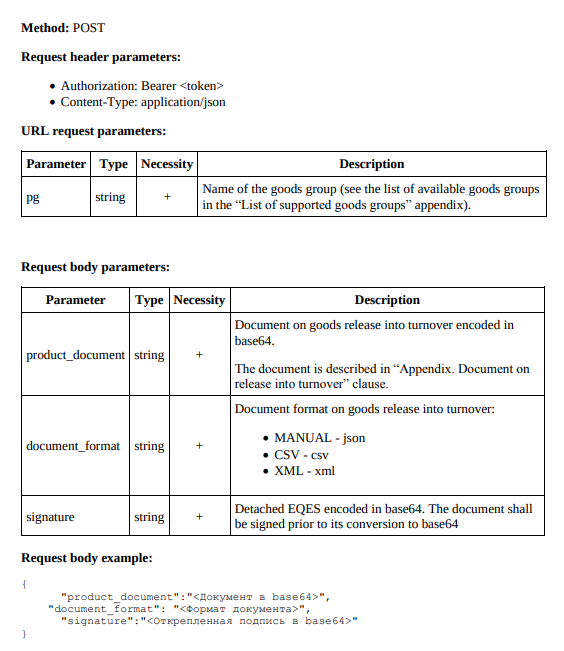 Method: POST
Request header parameters:
• Authorization: Bearer <token>
• Content-Type: application/json
URL request parameters:
Parameter Type Necessity Description
pg string + Name of the goods group (see the list of available goods groups
in the “List of supported goods groups” appendix).
Request body parameters:
Parameter Type Necessity Description
product_document string + Document on goods release into turnover encoded in
base64.
The document is described in “Appendix. Document on
release into turnover” clause.
document_format string + Document format on goods release into turnover:
• MANUAL - json
• CSV - csv
• XML - xml
signature string + Detached EQES encoded in base64. The document shall
be signed prior to its conversion to base64
Request body example:
{
"product_document":"<Документ в base64>",
"document_format": "<Формат документа>",
"signature":"<Открепленная подпись в base64>"
}